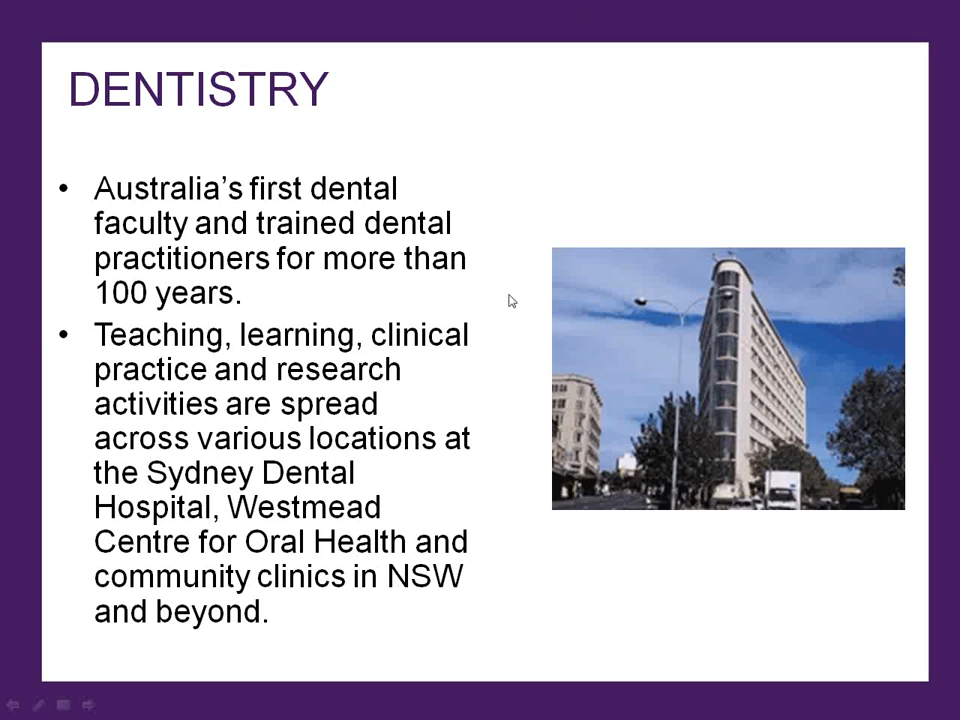 DENTISTRY
• Australia’s first dental
faculty and trained dental
practitioners for more than
100 years.
• Teaching, learning, clinical
practice and research
activities are spread
across various locations at
the Sydney Dental
Hospital, Westmead
Centre for Oral Health and
community clinics in NSW
and beyond.